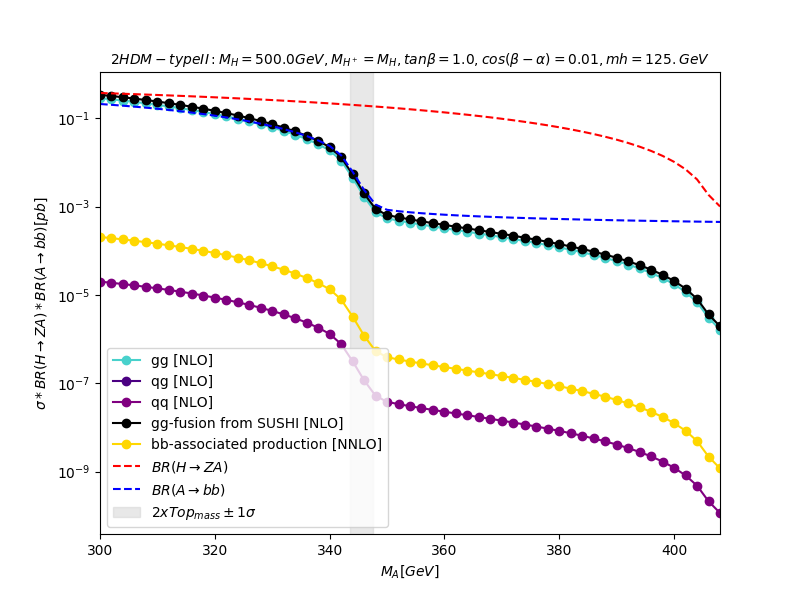 2HDM − typeII : M_H = 500.0GeV, M_{H^+} = M_H, tanβ = 1.0, cos(β − α) = 0.01, mh = 125. GeV
σ * BR(H → ZA) * BR(A → bb)[pb]
10^{-1}
10^{-3}
10^{-5}
10^{-7}
10^{-9}
gg [NLO]
qg [NLO]
qq [NLO]
gg-fusion from SUSHI [NLO]
bb-associated production [NNLO]
BR(H → ZA)
BR(A → bb)
2xTop_{mass} ± 1σ
300 320 340 360 380 400
M_A[GeV]